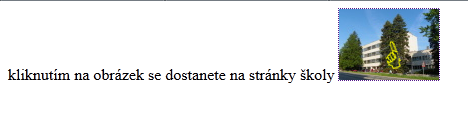 kliknutím na obrázek se dostanete na stránky školy